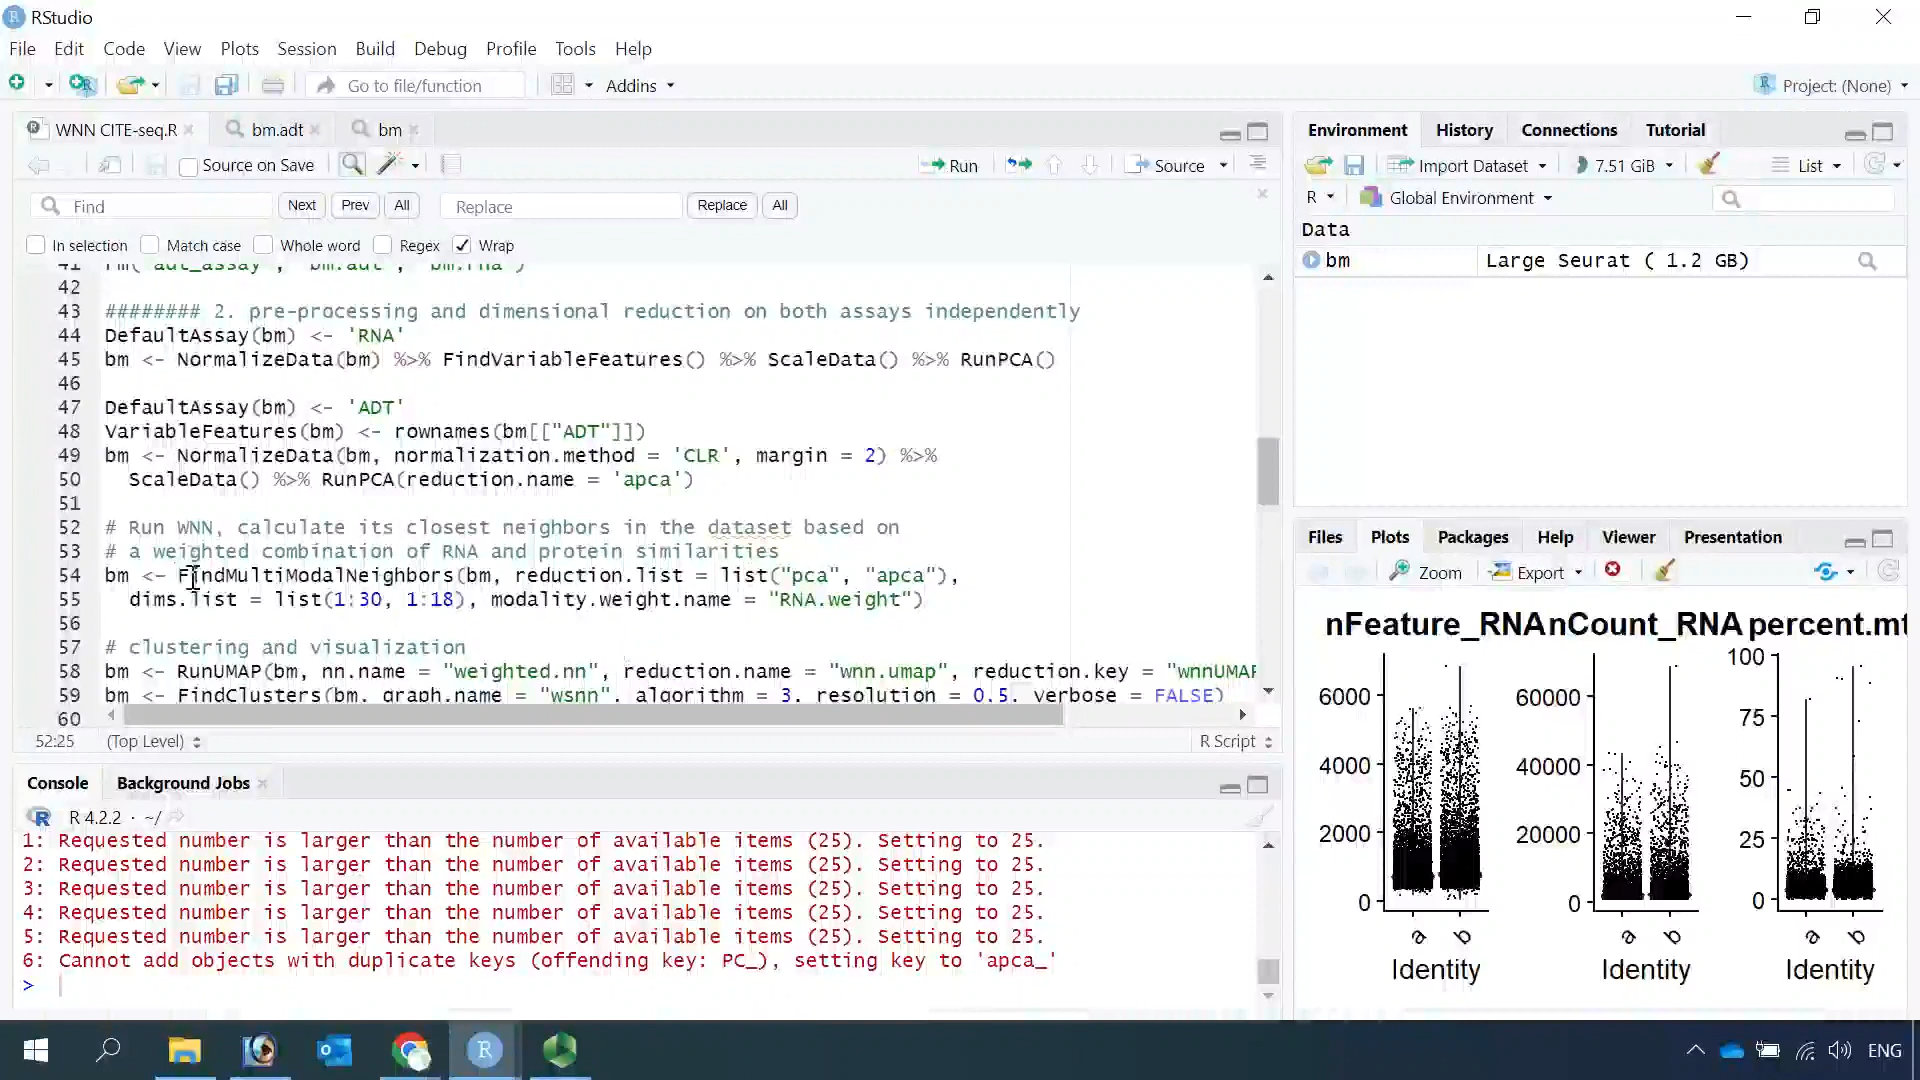 RStudio
File Edit Code View Plots Session Build Debug Profile Tools Help
Go to file/function Addins Project: (None)
WNN CITE-seq.R bm.adt bm
Source on Save Run Source
Find Next Prev All Replace Replace All
In selection Match case Whole word Regex Wrap
41 rm("adt_assay", "bm.adt", "bm.rna")
42
43 ######## 2. pre-processing and dimensional reduction on both assays independently
44 DefaultAssay(bm) <- 'RNA'
45 bm <- NormalizeData(bm) %>% FindVariableFeatures() %>% ScaleData() %>% RunPCA()
46
47 DefaultAssay(bm) <- 'ADT'
48 VariableFeatures(bm) <- rownames(bm[["ADT"]])
49 bm <- NormalizeData(bm, normalization.method = 'CLR', margin = 2) %>%
50 ScaleData() %>% RunPCA(reduction.name = 'apca')
51
52 # Run WNN, calculate its closest neighbors in the dataset based on
53 # a weighted combination of RNA and protein similarities
54 bm <- FindMultiModalNeighbors(bm, reduction.list = list("pca", "apca"),
55 dims.list = list(1:30, 1:18), modality.weight.name = "RNA.weight")
56
57 # clustering and visualization
58 bm <- RunUMAP(bm, nn.name = "weighted.nn", reduction.name = "wnn.umap", reduction.key = "wnnUMAP
59 bm <- FindClusters(bm, graph.name = "wsnn", algorithm = 3, resolution = 0.5, verbose = FALSE)
60
52:25 (Top Level) R Script
Console Background Jobs
R 4.2.2 · ~/
1: Requested number is larger than the number of available items (25). Setting to 25.
2: Requested number is larger than the number of available items (25). Setting to 25.
3: Requested number is larger than the number of available items (25). Setting to 25.
4: Requested number is larger than the number of available items (25). Setting to 25.
5: Requested number is larger than the number of available items (25). Setting to 25.
6: Cannot add objects with duplicate keys (offending key: PC_), setting key to 'apca_'
>
Environment History Connections Tutorial
Import Dataset 7.51 GiB List
R Global Environment
Data
bm Large Seurat ( 1.2 GB)
Files Plots Packages Help Viewer Presentation
Zoom Export
nFeature_RNA nCount_RNA percent.mt
6000 4000 2000 0
60000 40000 20000 0
100 75 50 25 0
a b a b a b
Identity Identity Identity
ENG